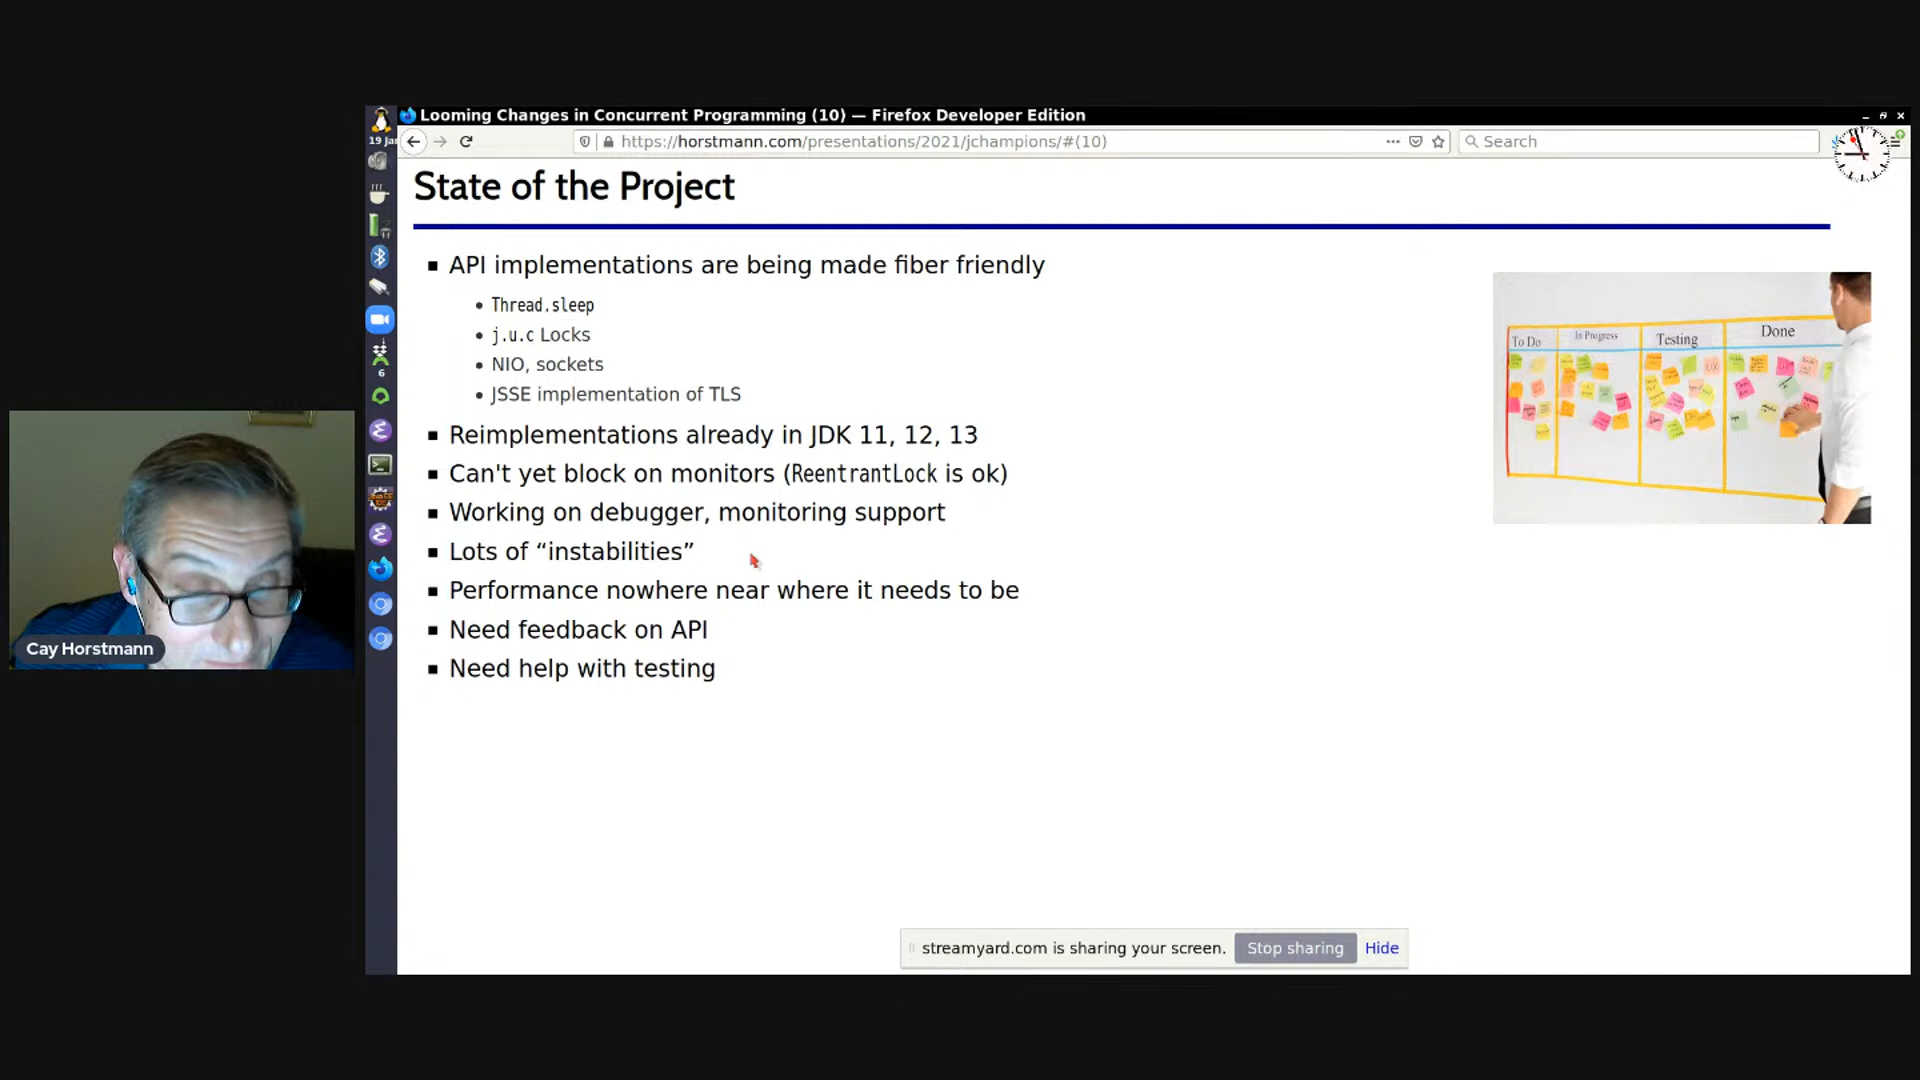 Looming Changes in Concurrent Programming (10) — Firefox Developer Edition
19 Jan
https://horstmann.com/presentations/2021/jchampions/#(10)
Search
State of the Project
API implementations are being made fiber friendly
Thread.sleep
j.u.c Locks
NIO, sockets
JSSE implementation of TLS
Reimplementations already in JDK 11, 12, 13
Can't yet block on monitors (ReentrantLock is ok)
Working on debugger, monitoring support
Lots of “instabilities”
Performance nowhere near where it needs to be
Need feedback on API
Need help with testing
To Do
In Progress
Testing
Done
UX
6
Cay Horstmann
streamyard.com is sharing your screen.
Stop sharing
Hide